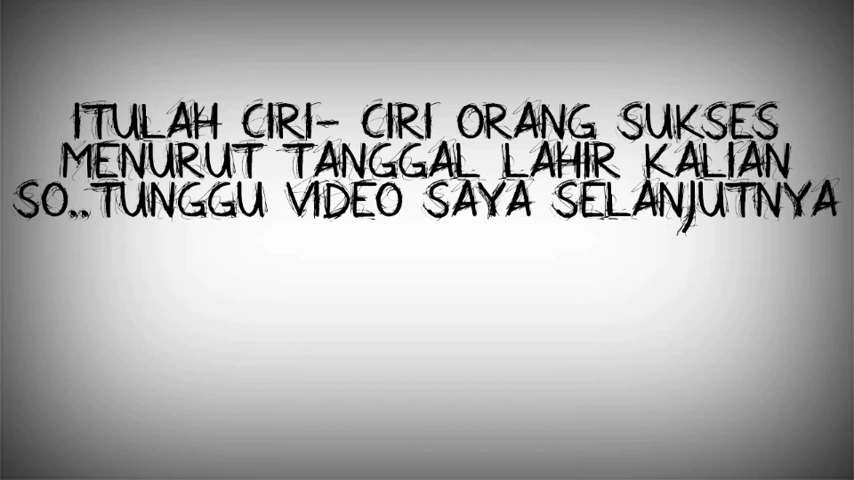 ITULAH CIRI- CIRI ORANG SUKSES
MENURUT TANGGAL LAHIR KALIAN
SO..TUNGGU VIDEO SAYA SELANJUTNYA